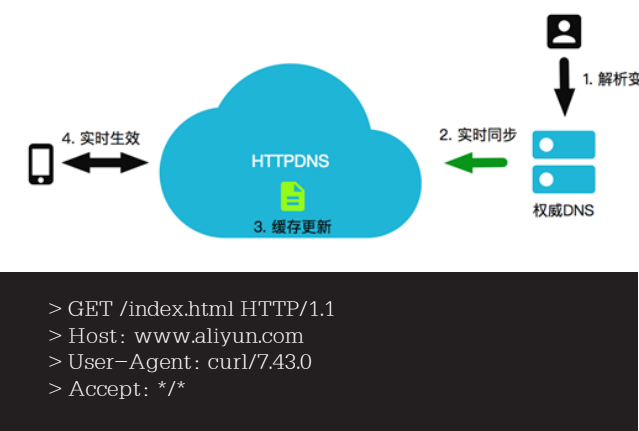 1. 解析变
4. 实时生效
2. 实时同步
HTTPDNS
3. 缓存更新
权威DNS
> GET /index.html HTTP/1.1
> Host: www.aliyun.com
> User-Agent: curl/7.43.0
> Accept: */*